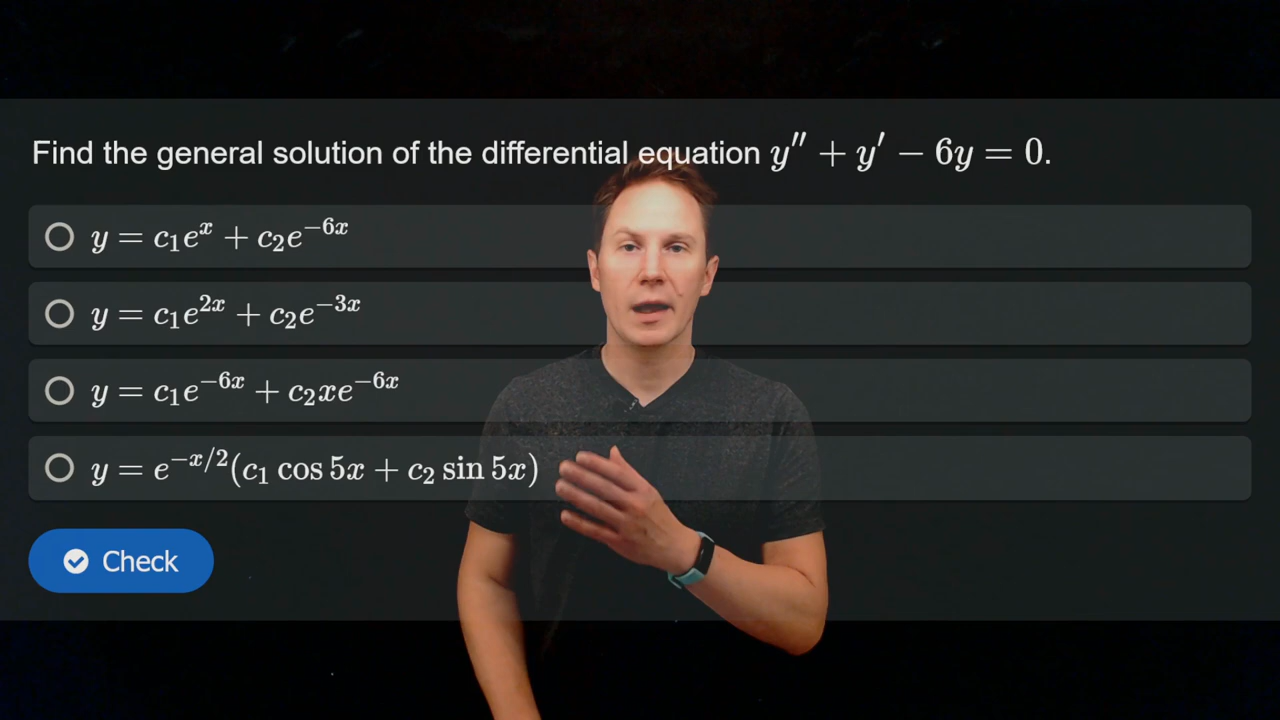 Find the general solution of the differential equation y″ + y′ − 6y = 0.
y = c₁eˣ + c₂e⁻⁶ˣ
y = c₁e²ˣ + c₂e⁻³ˣ
y = c₁e⁻⁶ˣ + c₂xe⁻⁶ˣ
y = e^{−x/2}(c₁ cos 5x + c₂ sin 5x)
Check